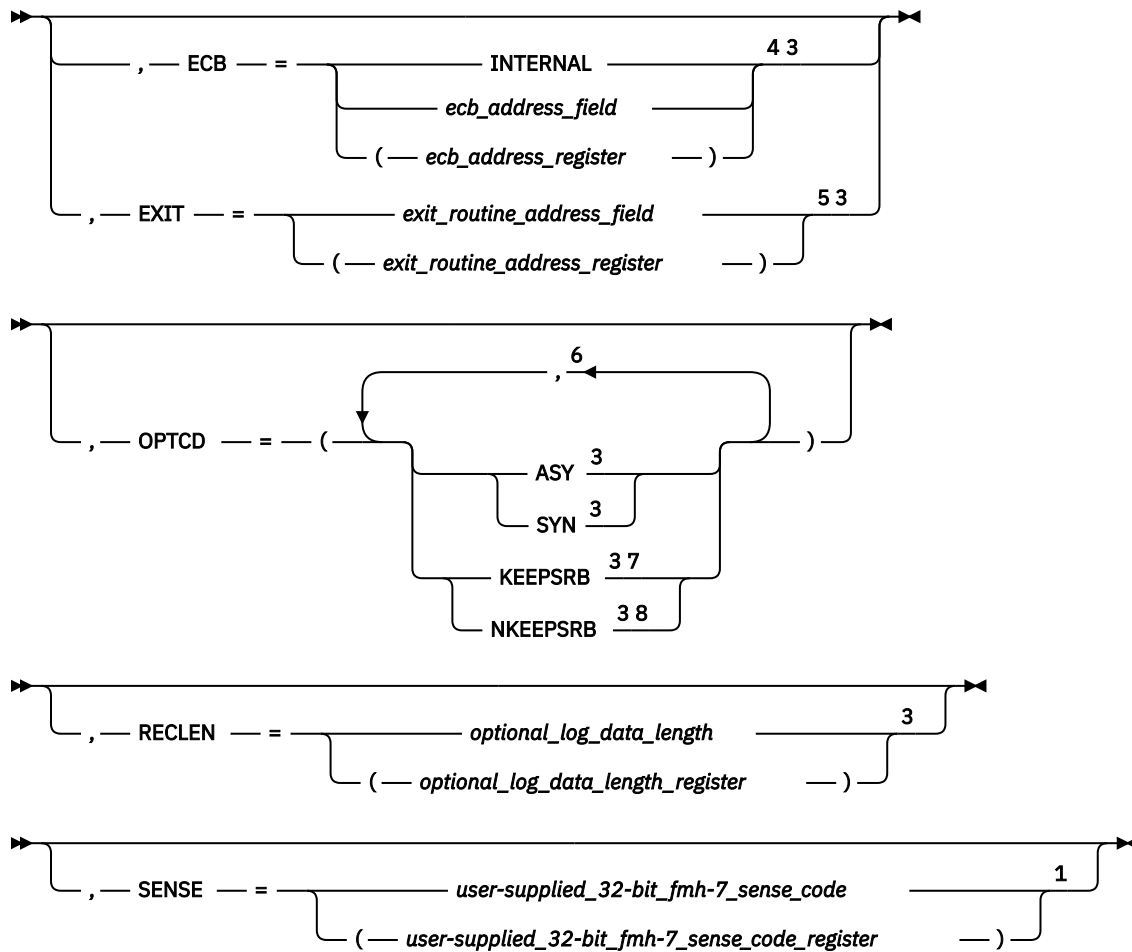 , ECB = INTERNAL 4 3
ecb_address_field
( ecb_address_register )
, EXIT = exit_routine_address_field 5 3
( exit_routine_address_register )
, 6
, OPTCD = ( )
ASY 3
SYN 3
KEEPSRB 3 7
NKEEPSRB 3 8
, RECLEN = optional_log_data_length 3
( optional_log_data_length_register )
, SENSE = user-supplied_32-bit_fmh-7_sense_code 1
( user-supplied_32-bit_fmh-7_sense_code_register )